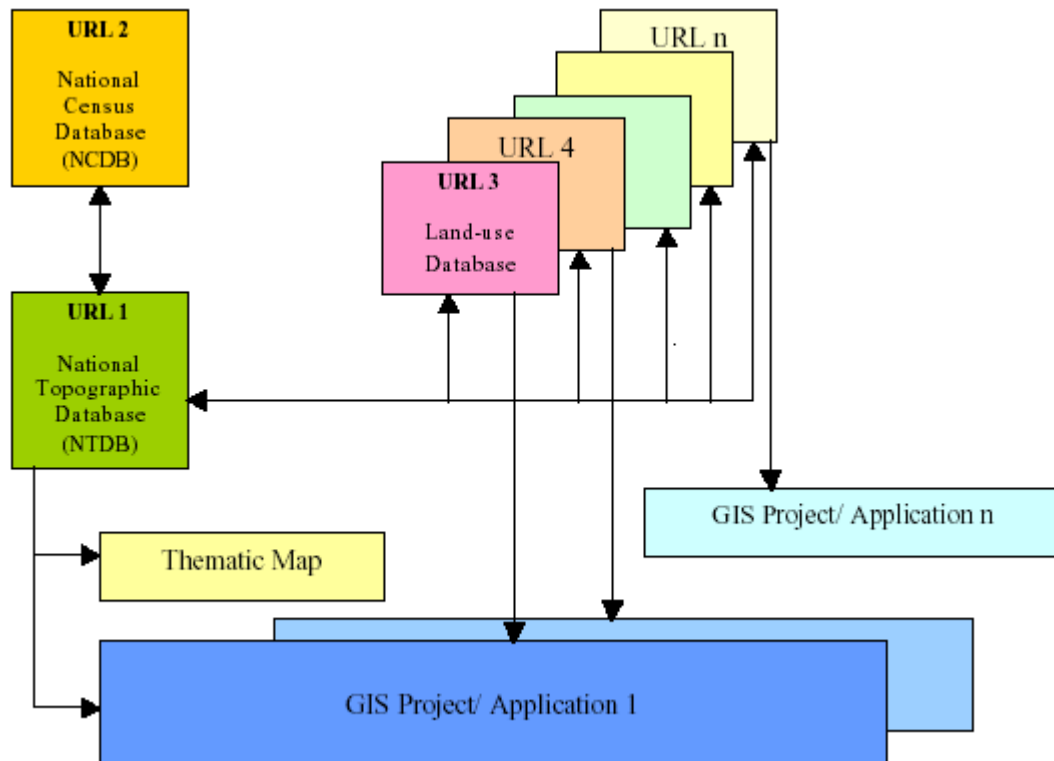 URL 2
National
Census
Database
(NCDB)
URL n
URL 4
URL 3
Land-use
Database
URL 1
National
Topographic
Database
(NTDB)
GIS Project/ Application n
Thematic Map
GIS Project/ Application 1